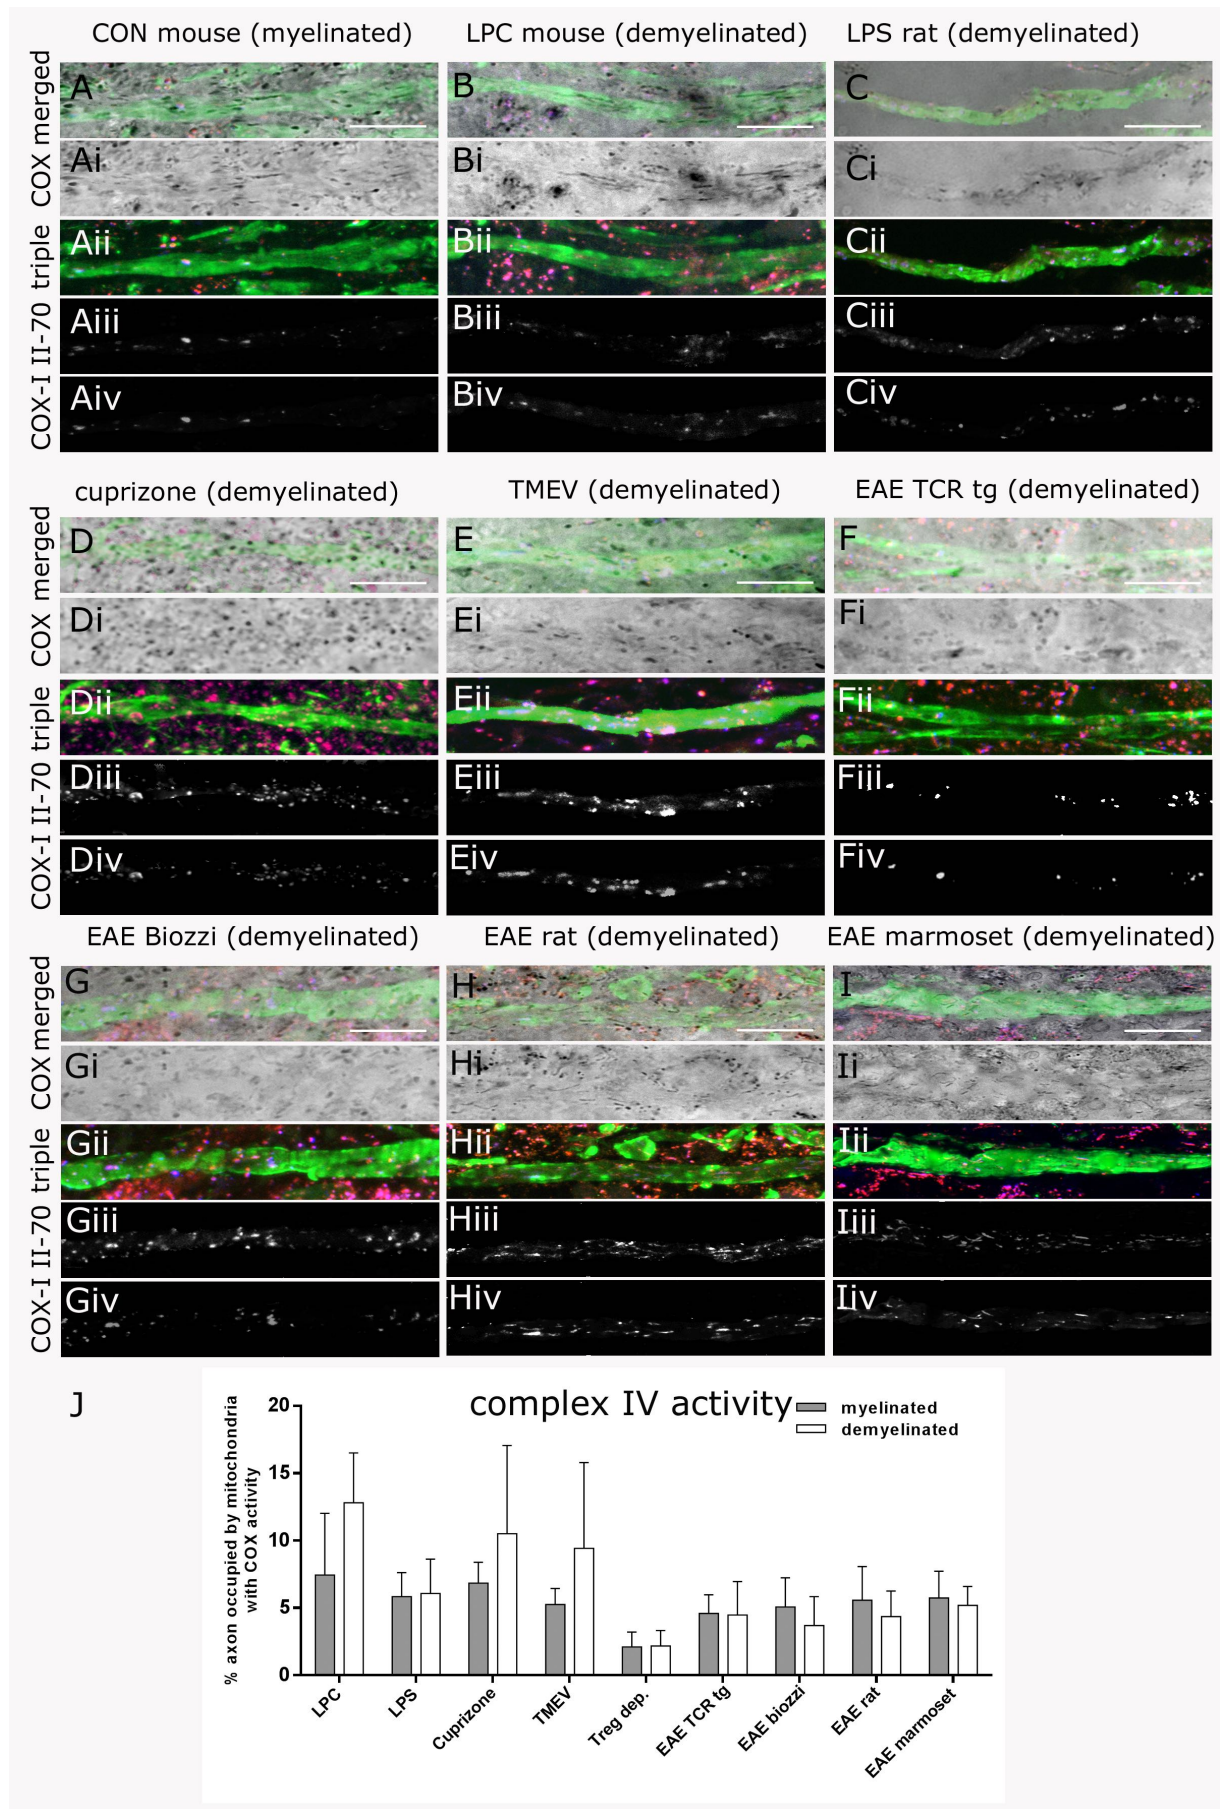 CON mouse (myelinated) LPC mouse (demyelinated) LPS rat (demyelinated)
COX-I II-70 triple COX merged
A B C
Ai Bi Ci
Aii Bii Cii
Aiii Biii Ciii
Aiv Biv Civ
cuprizone (demyelinated) TMEV (demyelinated) EAE TCR tg (demyelinated)
COX-I II-70 triple COX merged
D E F
Di Ei Fi
Dii Eii Fii
Diii Eiii Fiii
Div Eiv Fiv
EAE Biozzi (demyelinated) EAE rat (demyelinated) EAE marmoset (demyelinated)
COX-I II-70 triple COX merged
G H I
Gi Hi Ii
Gii Hii Iii
Giii Hiii Iiii
Giv Hiv Iiv
J
complex IV activity
myelinated
demyelinated
% axon occupied by mitochondria
with COX activity
20
15
10
5
0
LPC LPS Cuprizone TMEV Treg dep. EAE TCR tg EAE biozzi EAE rat EAE marmoset